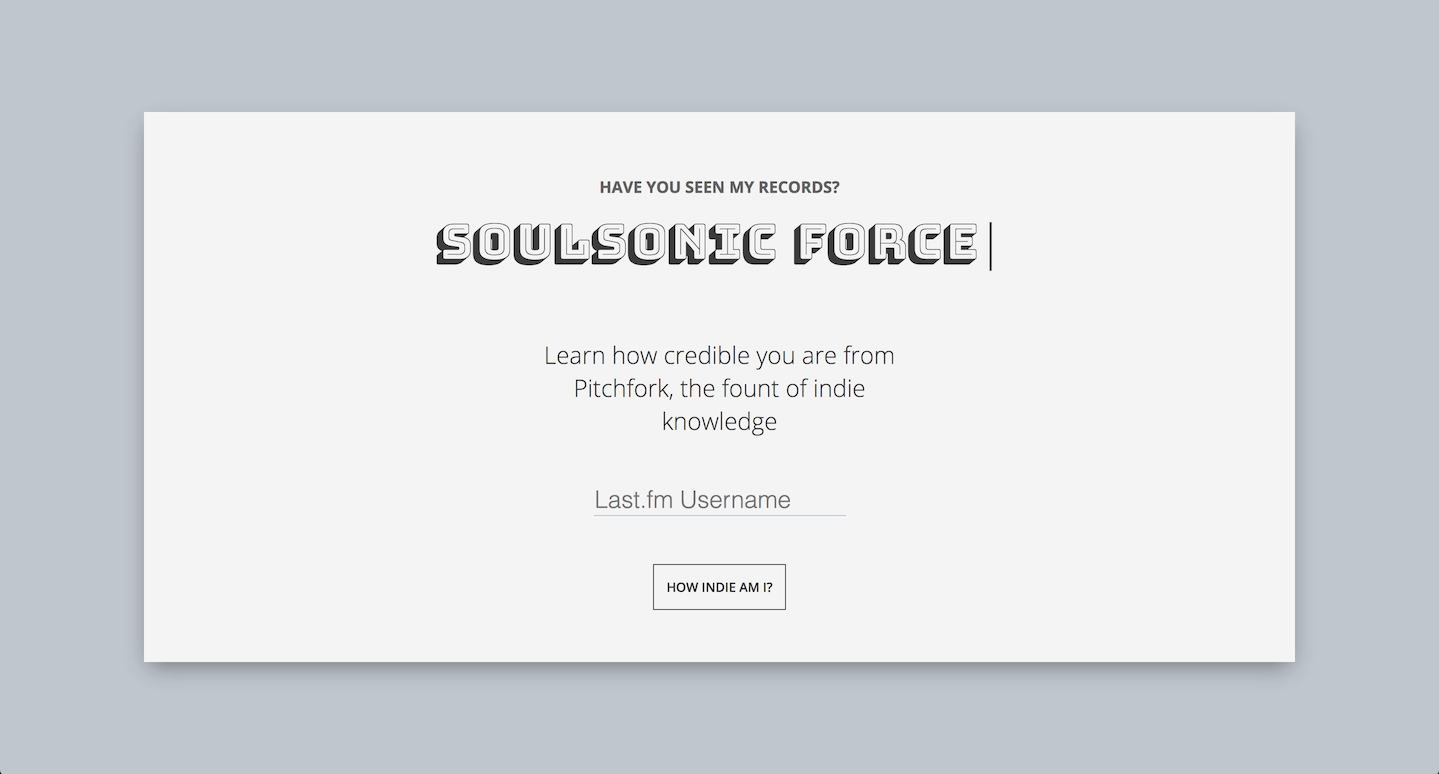 HAVE YOU SEEN MY RECORDS?
SOULSONIC FORCE
Learn how credible you are from
Pitchfork, the fount of indie
knowledge
Last.fm Username
HOW INDIE AM I?